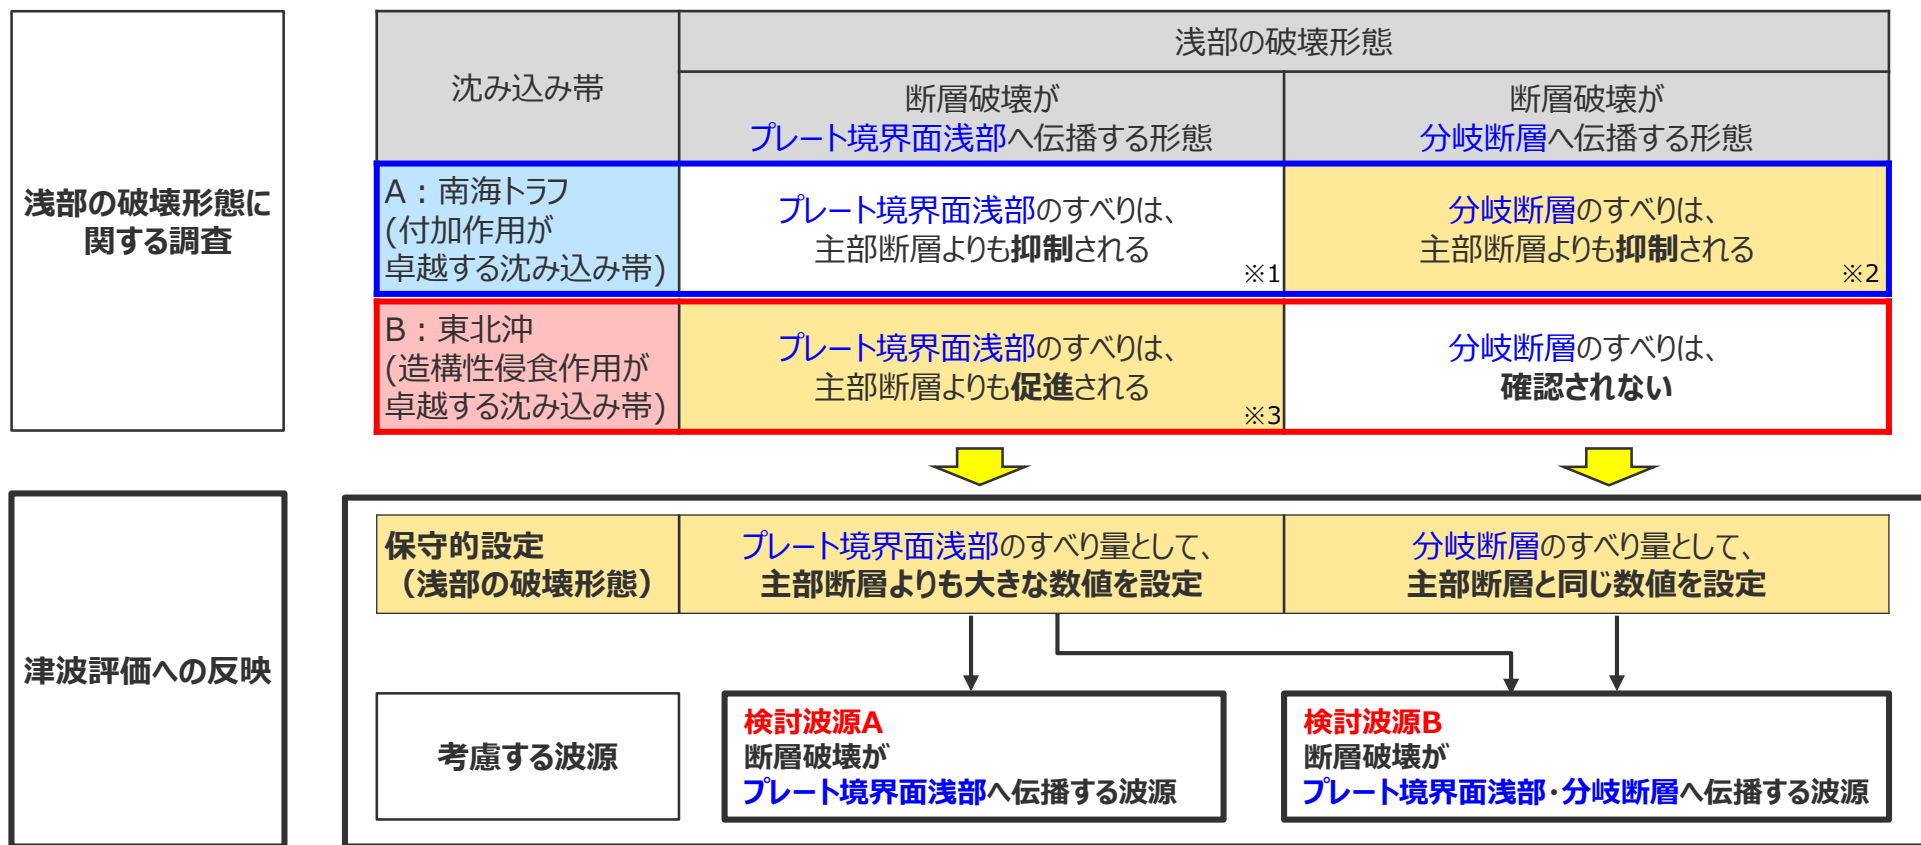 浅部の破壊形態に
関する調査
沈み込み帯
浅部の破壊形態
断層破壊が
プレート境界面浅部へ伝播する形態
断層破壊が
分岐断層へ伝播する形態
A:南海トラフ
(付加作用が
卓越する沈み込み帯)
プレート境界面浅部のすべりは、
主部断層よりも抑制される
※1
分岐断層のすべりは、
主部断層よりも抑制される
※2
B:東北沖
(造構性侵食作用が
卓越する沈み込み帯)
プレート境界面浅部のすべりは、
主部断層よりも促進される
※3
分岐断層のすべりは、
確認されない
津波評価への反映
保守的設定
(浅部の破壊形態)
プレート境界面浅部のすべり量として、
主部断層よりも大きな数値を設定
分岐断層のすべり量として、
主部断層と同じ数値を設定
考慮する波源
検討波源A
断層破壊が
プレート境界面浅部へ伝播する波源
検討波源B
断層破壊が
プレート境界面浅部・分岐断層へ伝播する波源